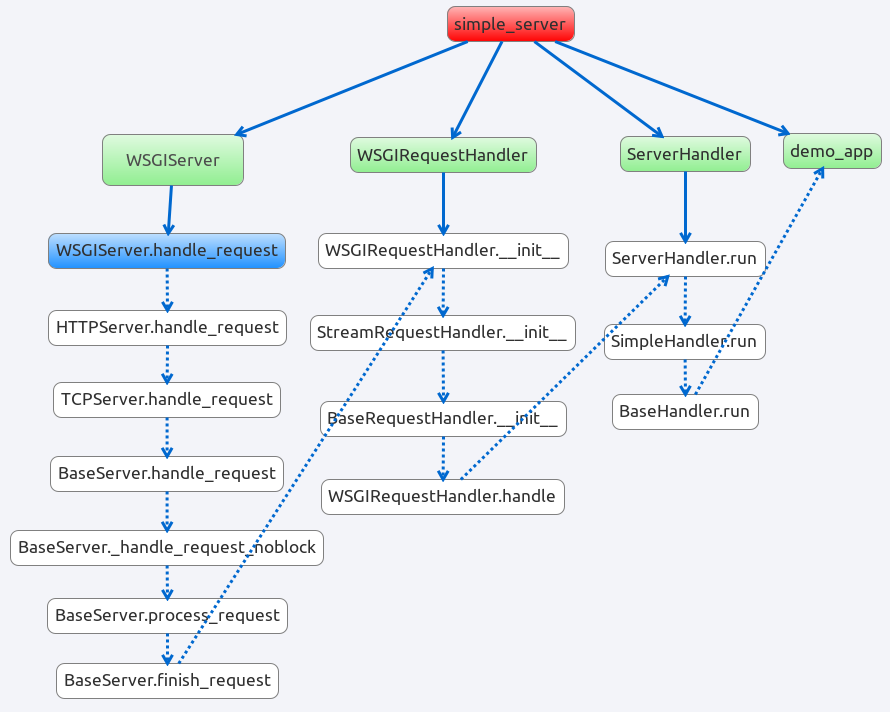 simple_server
WSGIServer
WSGIRequestHandler
ServerHandler
demo_app
WSGIServer.handle_request
WSGIRequestHandler.__init__
ServerHandler.run
HTTPServer.handle_request
StreamRequestHandler.__init__
SimpleHandler.run
TCPServer.handle_request
BaseRequestHandler.__init__
BaseHandler.run
BaseServer.handle_request
WSGIRequestHandler.handle
BaseServer._handle_request_noblock
BaseServer.process_request
BaseServer.finish_request